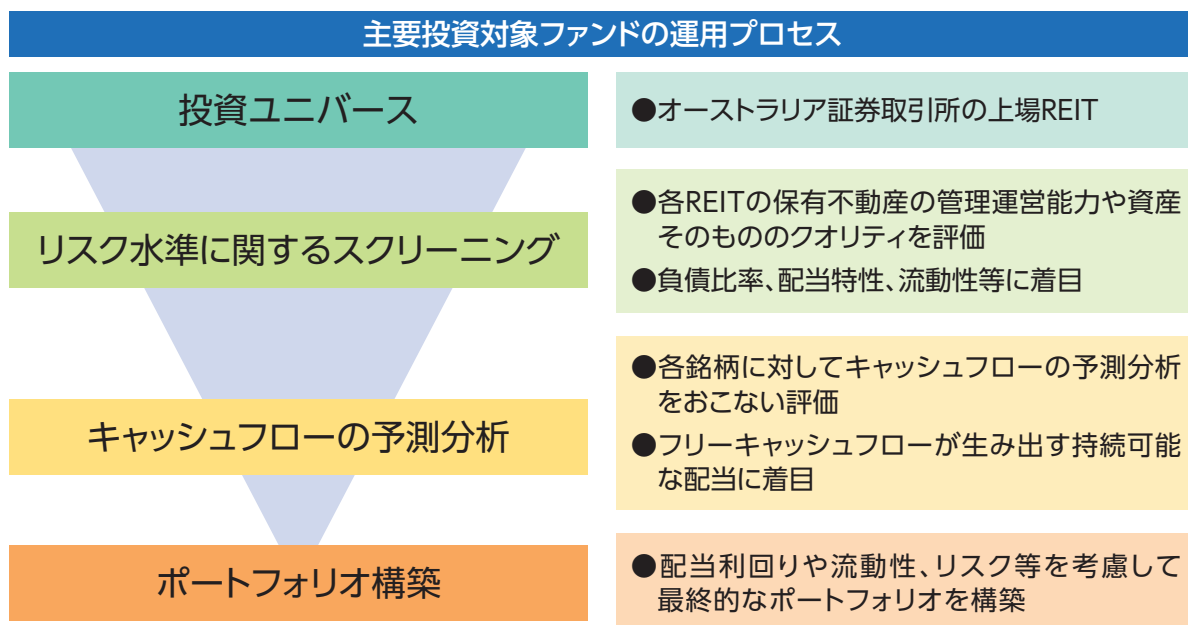 主要投資対象ファンドの運用プロセス
投資ユニバース
●オーストラリア証券取引所の上場REIT
リスク水準に関するスクリーニング
●各REITの保有不動産の管理運営能力や資産
そのもののクオリティを評価
●負債比率、配当特性、流動性等に着目
キャッシュフローの予測分析
●各銘柄に対してキャッシュフローの予測分析
をおこない評価
●フリーキャッシュフローが生み出す持続可能
な配当に着目
ポートフォリオ構築
●配当利回りや流動性、リスク等を考慮して
最終的なポートフォリオを構築